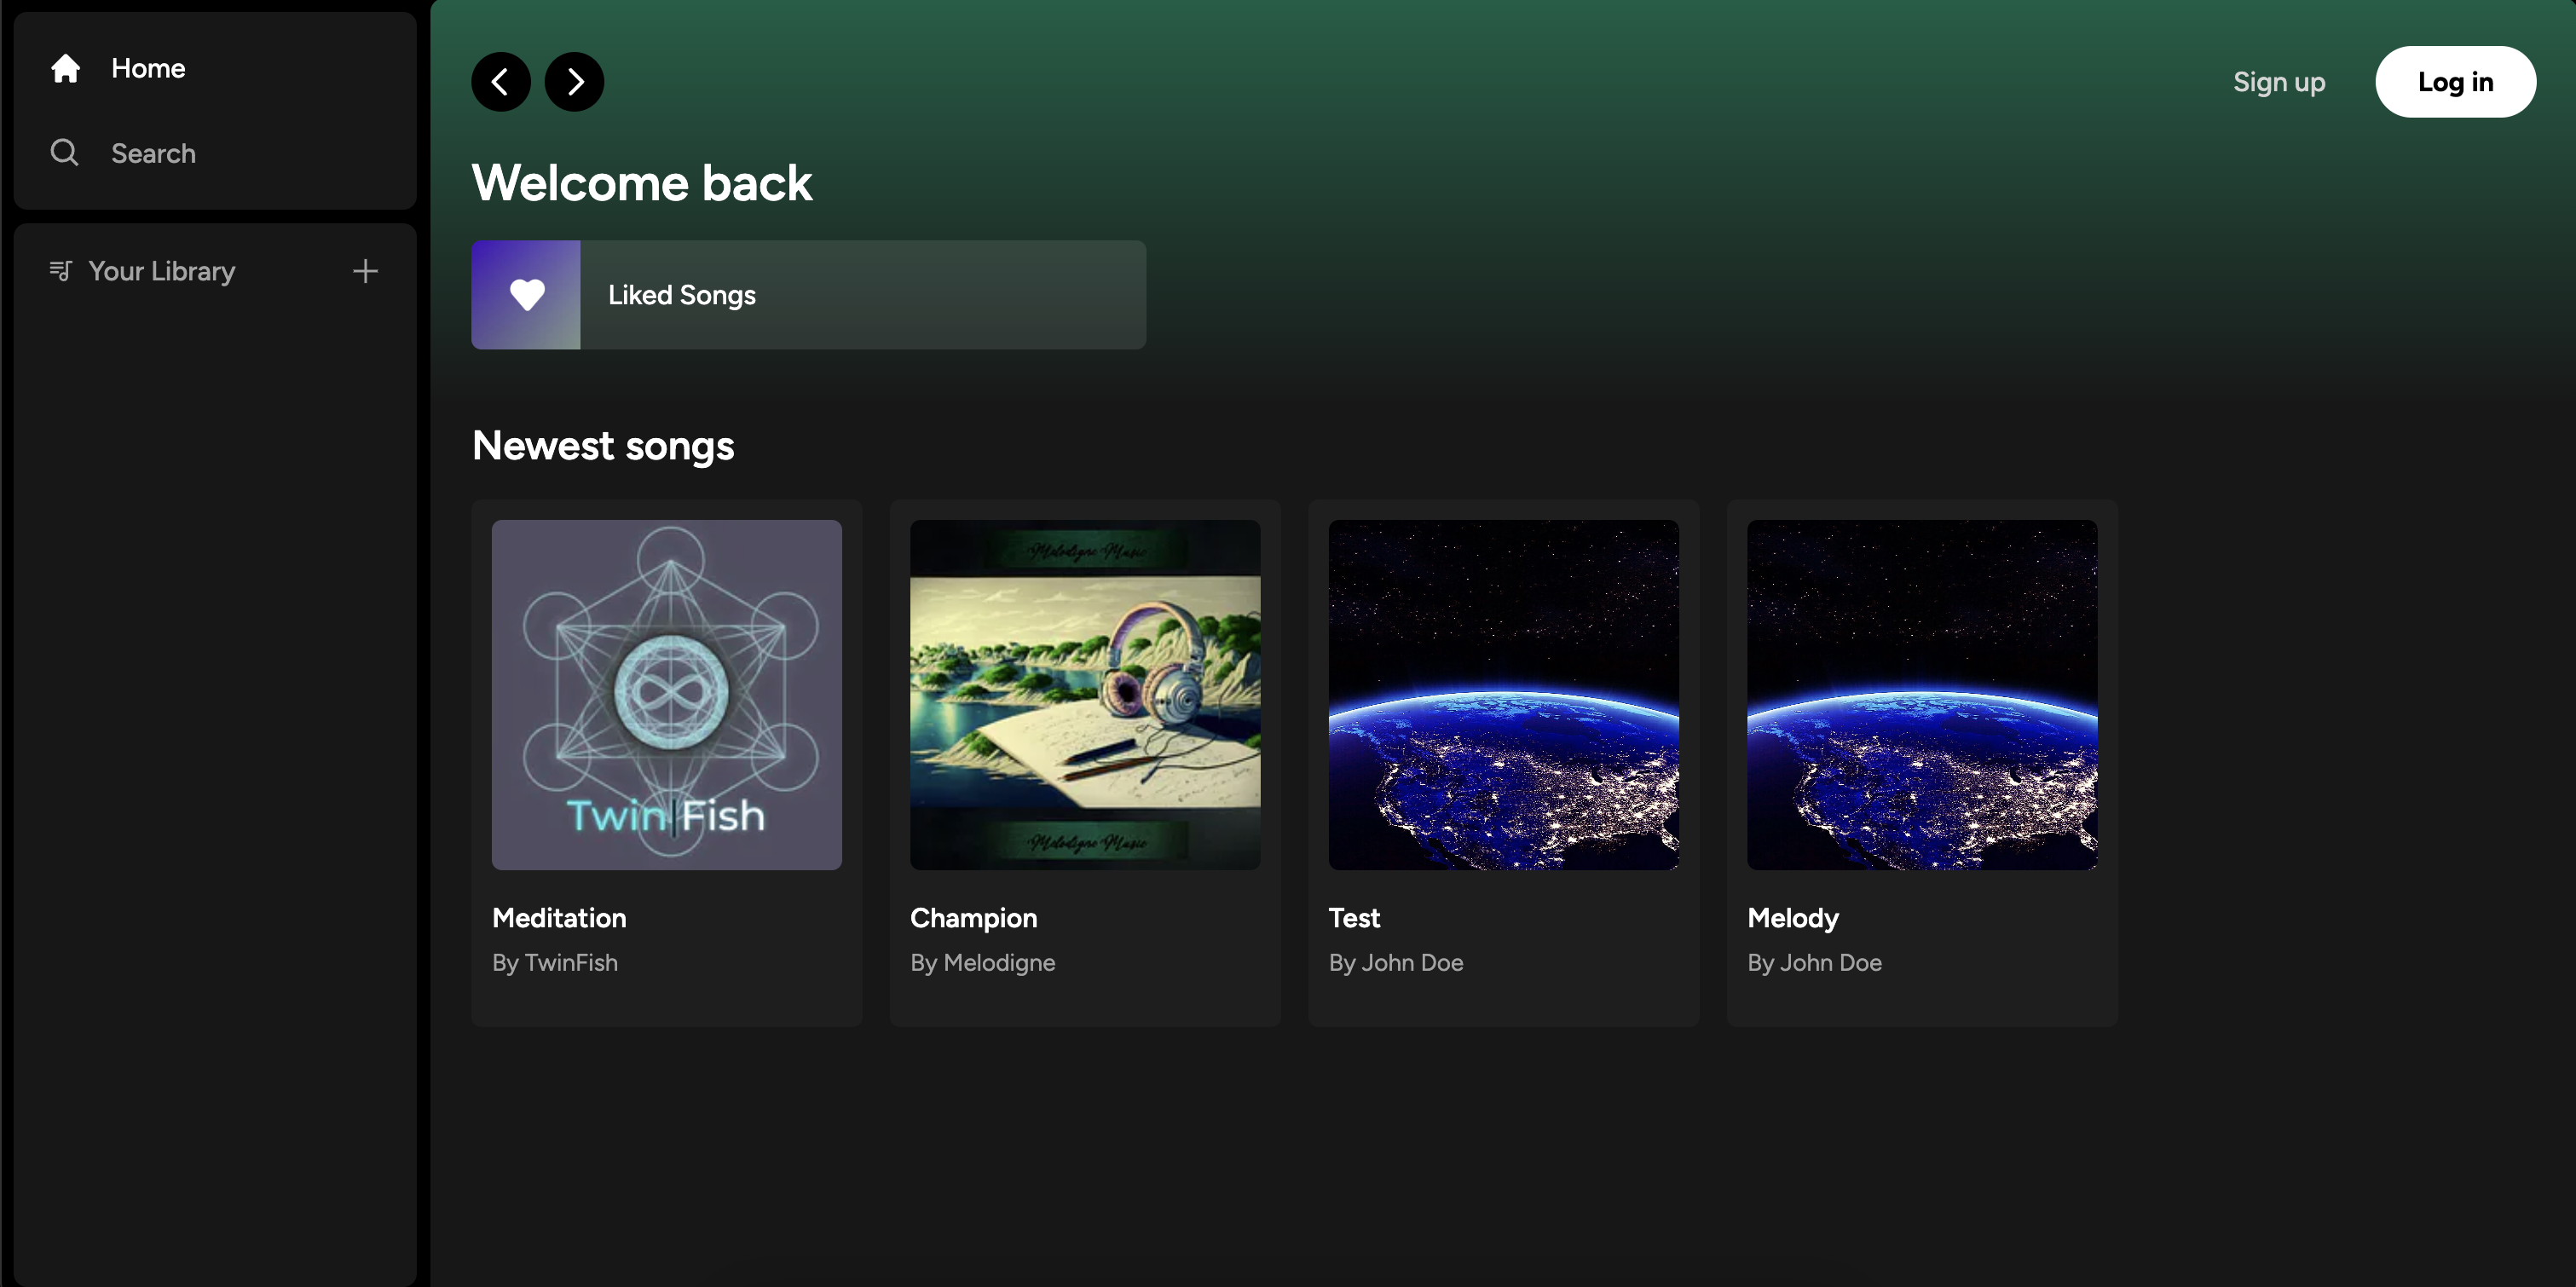 Home
Search
Your Library
Sign up
Log in
Welcome back
Liked Songs
Newest songs
Twin|Fish
Melodigne Music
Melodigne Music
Meditation
By TwinFish
Champion
By Melodigne
Test
By John Doe
Melody
By John Doe